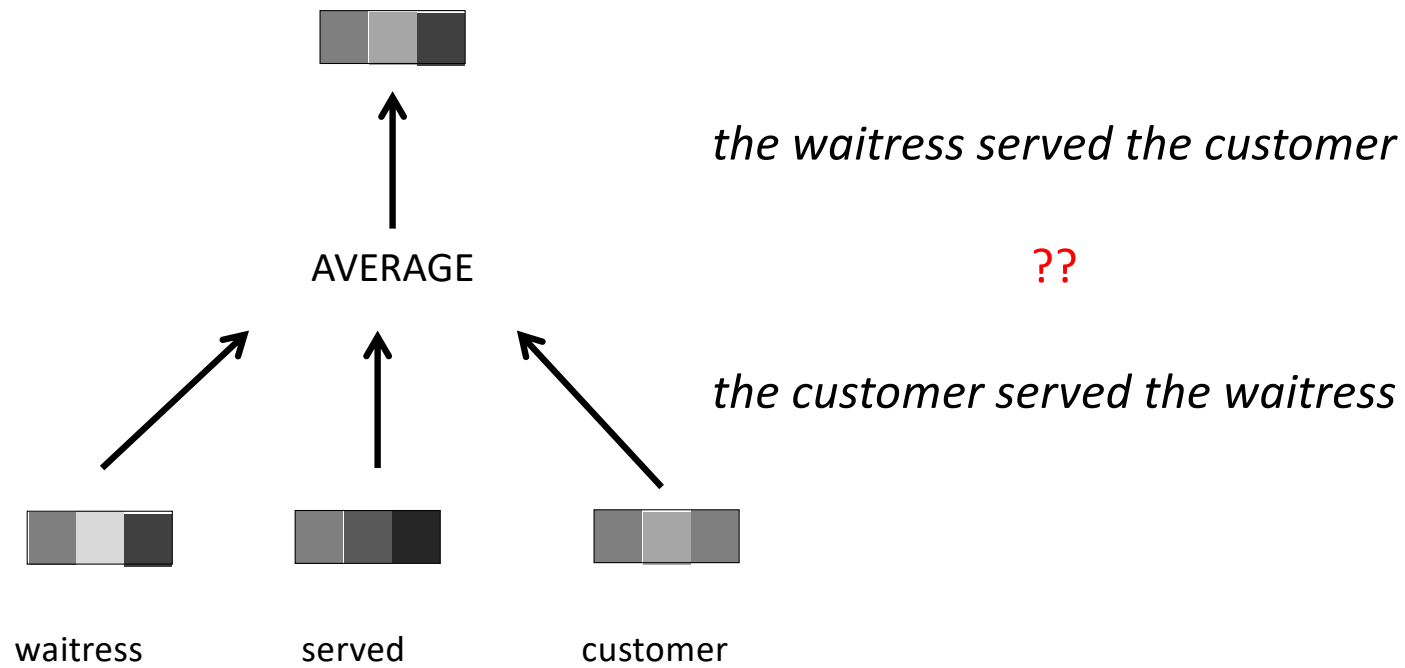 the waitress served the customer
AVERAGE
??
the customer served the waitress
waitress served customer